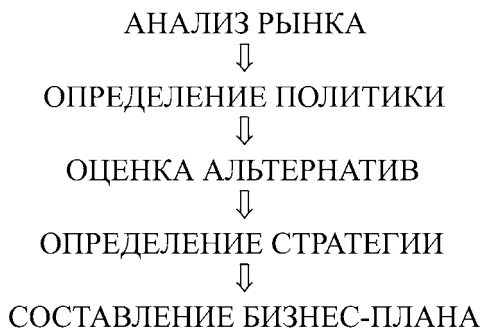 АНАЛИЗ РЫНКА
⇩
ОПРЕДЕЛЕНИЕ ПОЛИТИКИ
⇩
ОЦЕНКА АЛЬТЕРНАТИВ
⇩
ОПРЕДЕЛЕНИЕ СТРАТЕГИИ
⇩
СОСТАВЛЕНИЕ БИЗНЕС-ПЛАНА